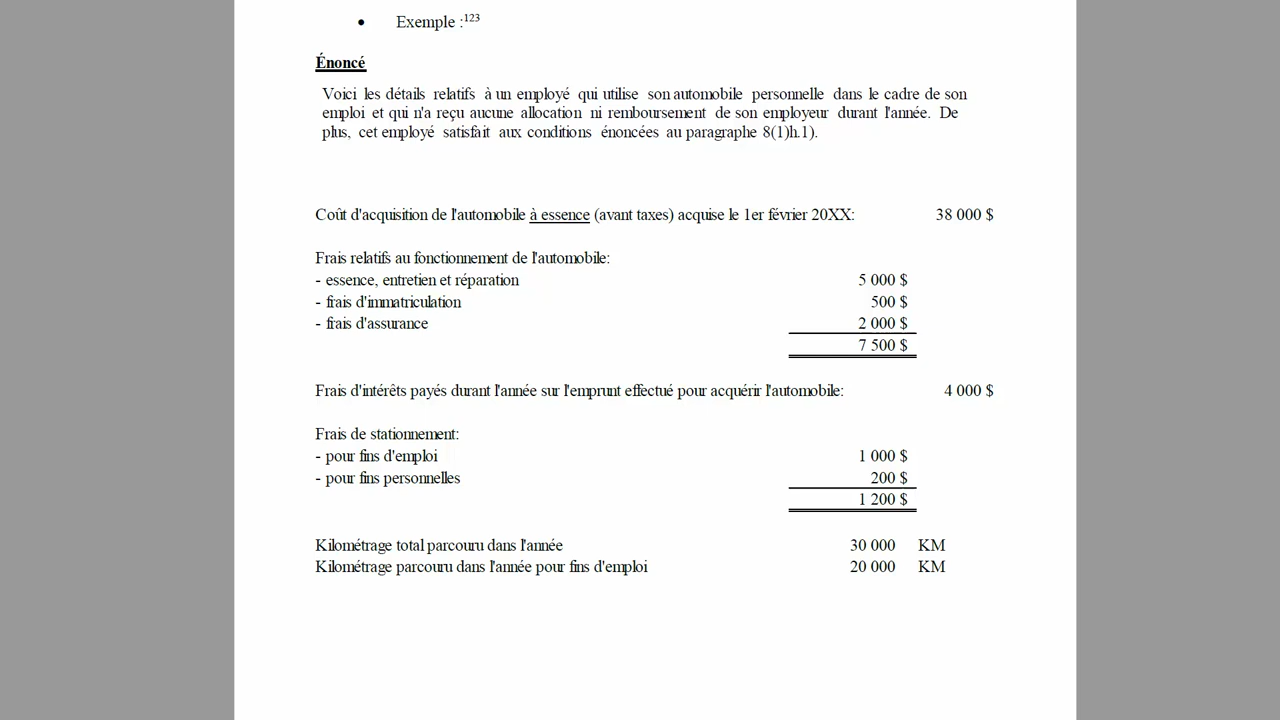 • Exemple :123
Énoncé
Voici les détails relatifs à un employé qui utilise son automobile personnelle dans le cadre de son
emploi et qui n'a reçu aucune allocation ni remboursement de son employeur durant l'année. De
plus, cet employé satisfait aux conditions énoncées au paragraphe 8(1)h.1).
Coût d'acquisition de l'automobile à essence (avant taxes) acquise le 1er février 20XX: 38 000 $
Frais relatifs au fonctionnement de l'automobile:
- essence, entretien et réparation 5 000 $
- frais d'immatriculation 500 $
- frais d'assurance 2 000 $
7 500 $
Frais d'intérêts payés durant l'année sur l'emprunt effectué pour acquérir l'automobile: 4 000 $
Frais de stationnement:
- pour fins d'emploi 1 000 $
- pour fins personnelles 200 $
1 200 $
Kilométrage total parcouru dans l'année 30 000 KM
Kilométrage parcouru dans l'année pour fins d'emploi 20 000 KM